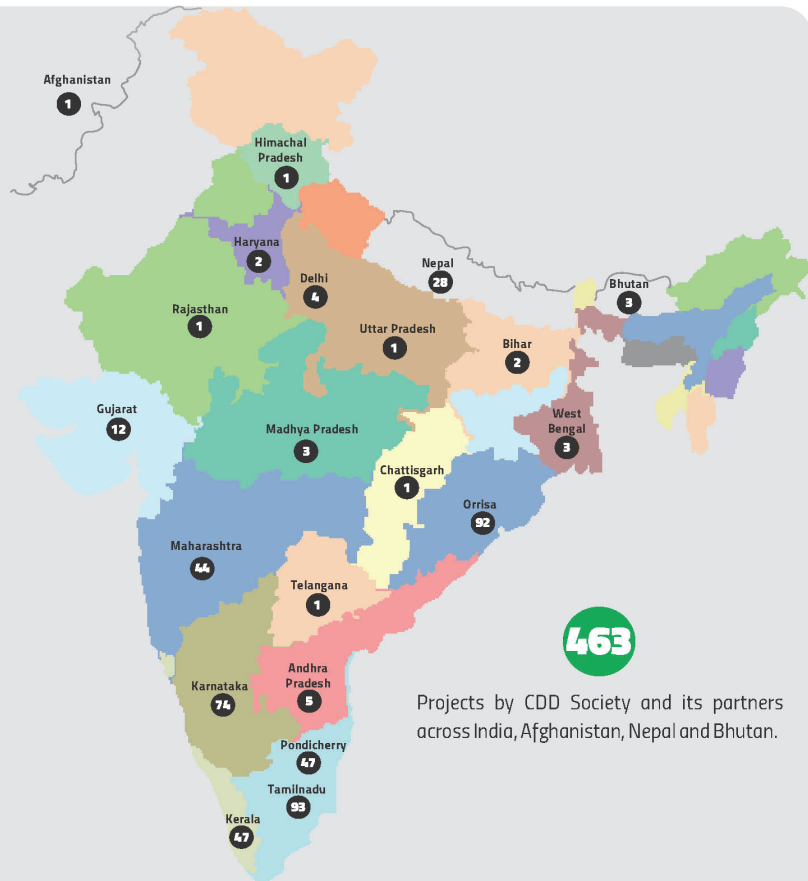 Afghanistan
1
Himachal
Pradesh
1
Haryana
2
Delhi
4
Nepal
28
Bhutan
3
Rajasthan
1
Uttar Pradesh
1
Bihar
2
Gujarat
12
Madhya Pradesh
3
West
Bengal
3
Chattisgarh
1
Orrisa
92
Maharashtra
44
Telangana
1
463
Projects by CDD Society and its partners
across India, Afghanistan, Nepal and Bhutan.
Andhra
Pradesh
5
Karnataka
74
Pondicherry
47
Tamilnadu
93
Kerala
47